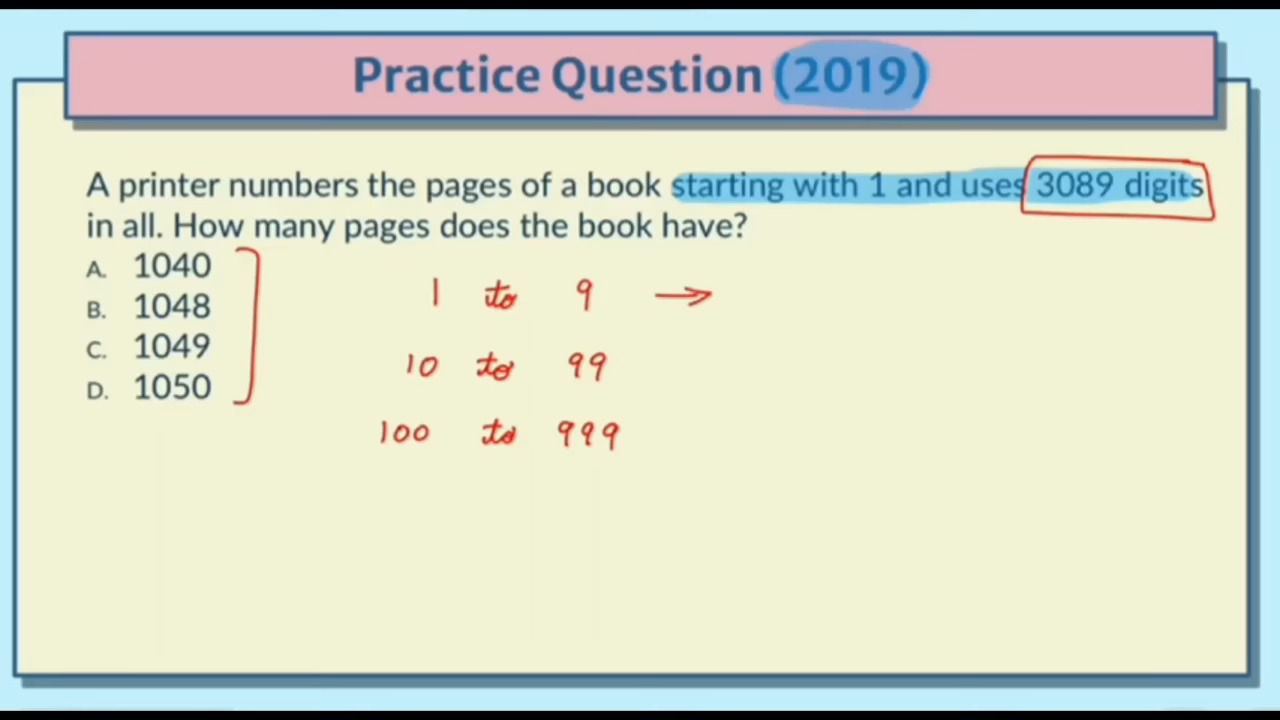 Practice Question (2019)
A printer numbers the pages of a book starting with 1 and uses 3089 digits
in all. How many pages does the book have?
A. 1040
B. 1048
C. 1049
D. 1050
1 to 9 →
10 to 99
100 to 999